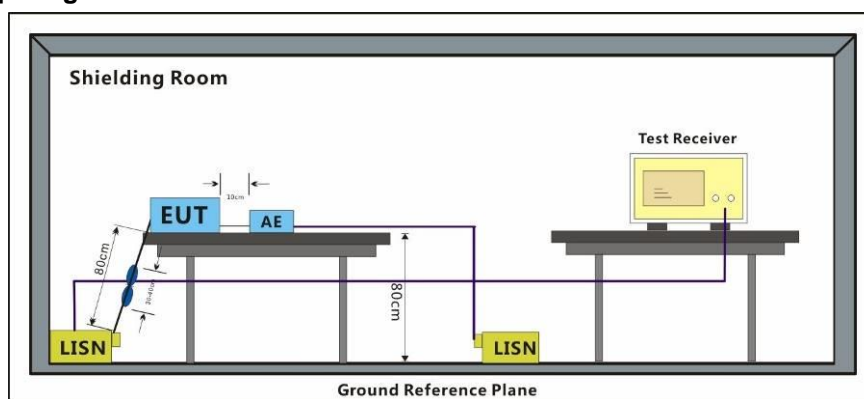 Shielding Room
Test Receiver
10cm
EUT
AE
80cm
80cm
LISN
LISN
Ground Reference Plane